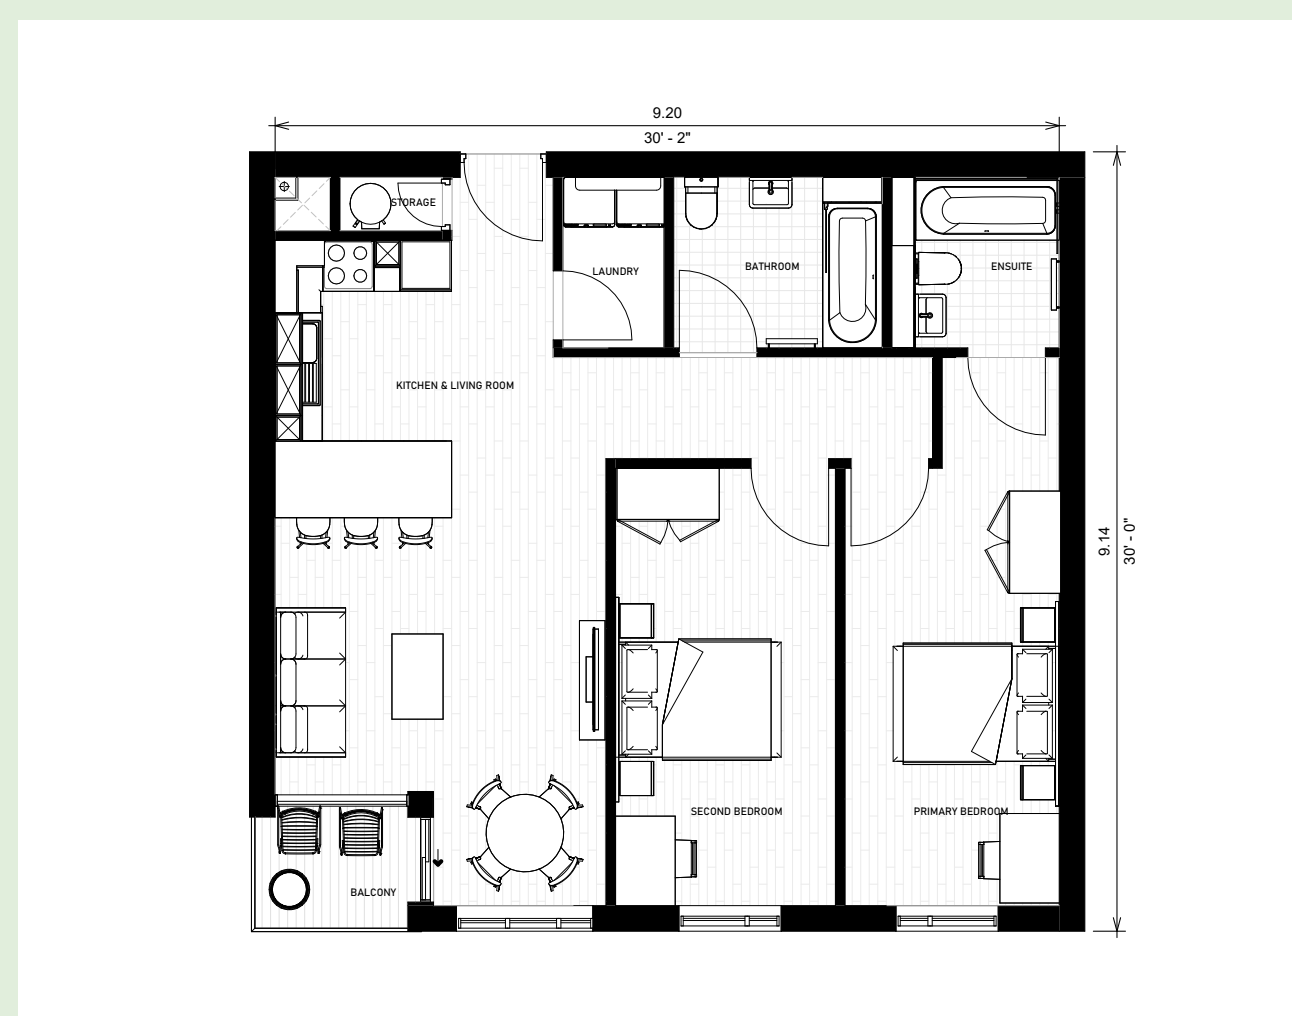 9.20
30' - 2"
STORAGE
LAUNDRY
BATHROOM
ENSUITE
KITCHEN & LIVING ROOM
9.14
30' - 0"
SECOND BEDROOM
PRIMARY BEDROOM
BALCONY